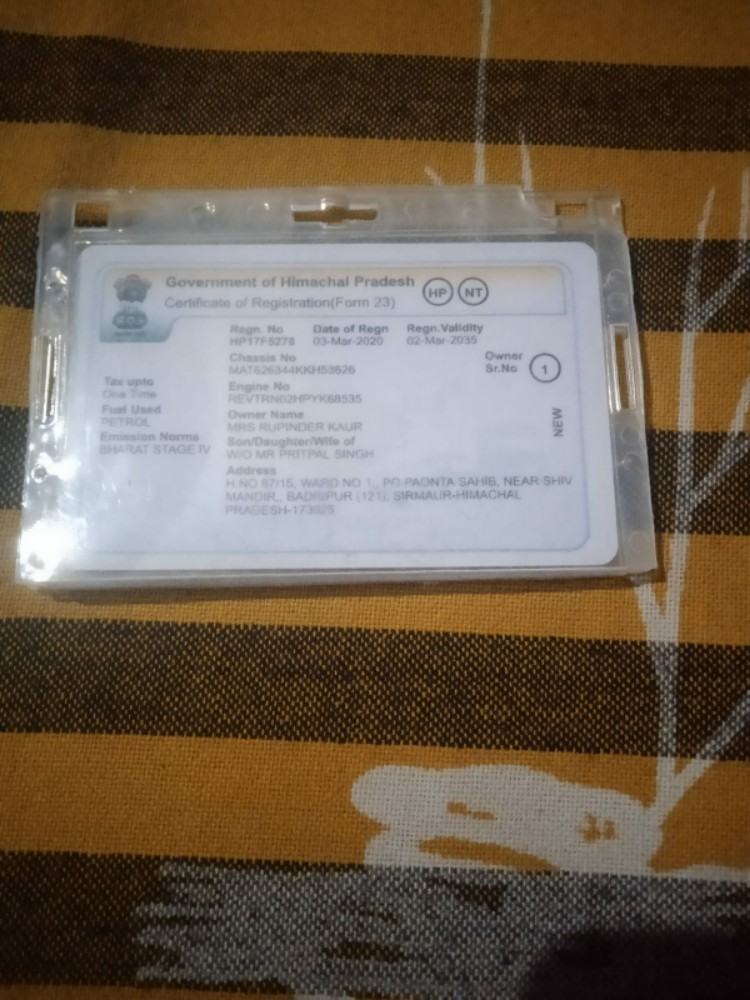 Government of Himachal Pradesh
Certificate of Registration(Form 23)
HP NT
Regn. No Date of Regn Regn.Validity
HP17F5278 03-Mar-2020 02-Mar-2035
Chassis No
MAT626344KKH53626
Owner
Sr.No 1
Tax upto
One Time
Engine No
REVTRN02HPYK68535
Fuel Used
PETROL
Owner Name
MRS RUPINDER KAUR
NEW
Emission Norms
BHARAT STAGE IV
Son/Daughter/Wife of
W/O MR PRITPAL SINGH
Address
H.NO 87/15, WARD NO 1,, PO PAONTA SAHIB, NEAR SHIV
MANDIR,, BADRIPUR (121), SIRMAUR-HIMACHAL
PRADESH-173025